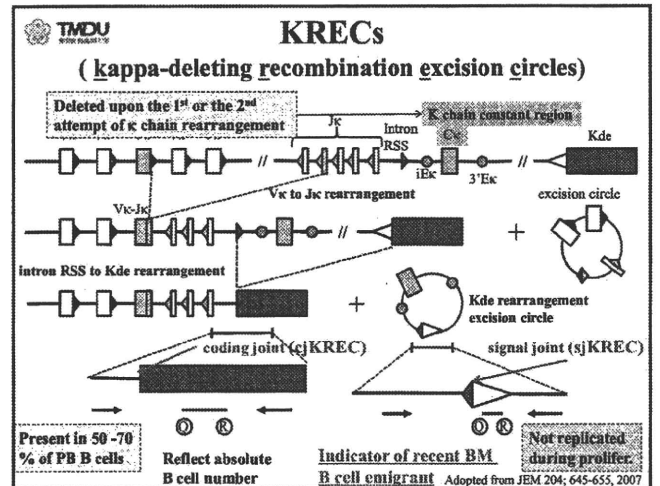 TMDU
KRECs
( kappa-deleting recombination excision circles)
Deleted upon the 1st or the 2nd
attempt of κ chain rearrangement
Jκ
Intron
RSS
K chain constant region
Cκ
Kde
iEκ
3'Eκ
Vκ to Jκ rearrangement
excision circle
Vκ-Jκ
intron RSS to Kde rearrangement
Kde rearrangement
excision circle
coding joint (cjKREC)
signal joint (sjKREC)
Q R
Q R
Present in 50 -70
% of PB B cells
Reflect absolute
B cell number
Indicator of recent BM
B cell emigrant
Not replicated
during prolifer.
Adopted from JEM 204; 645-655, 2007